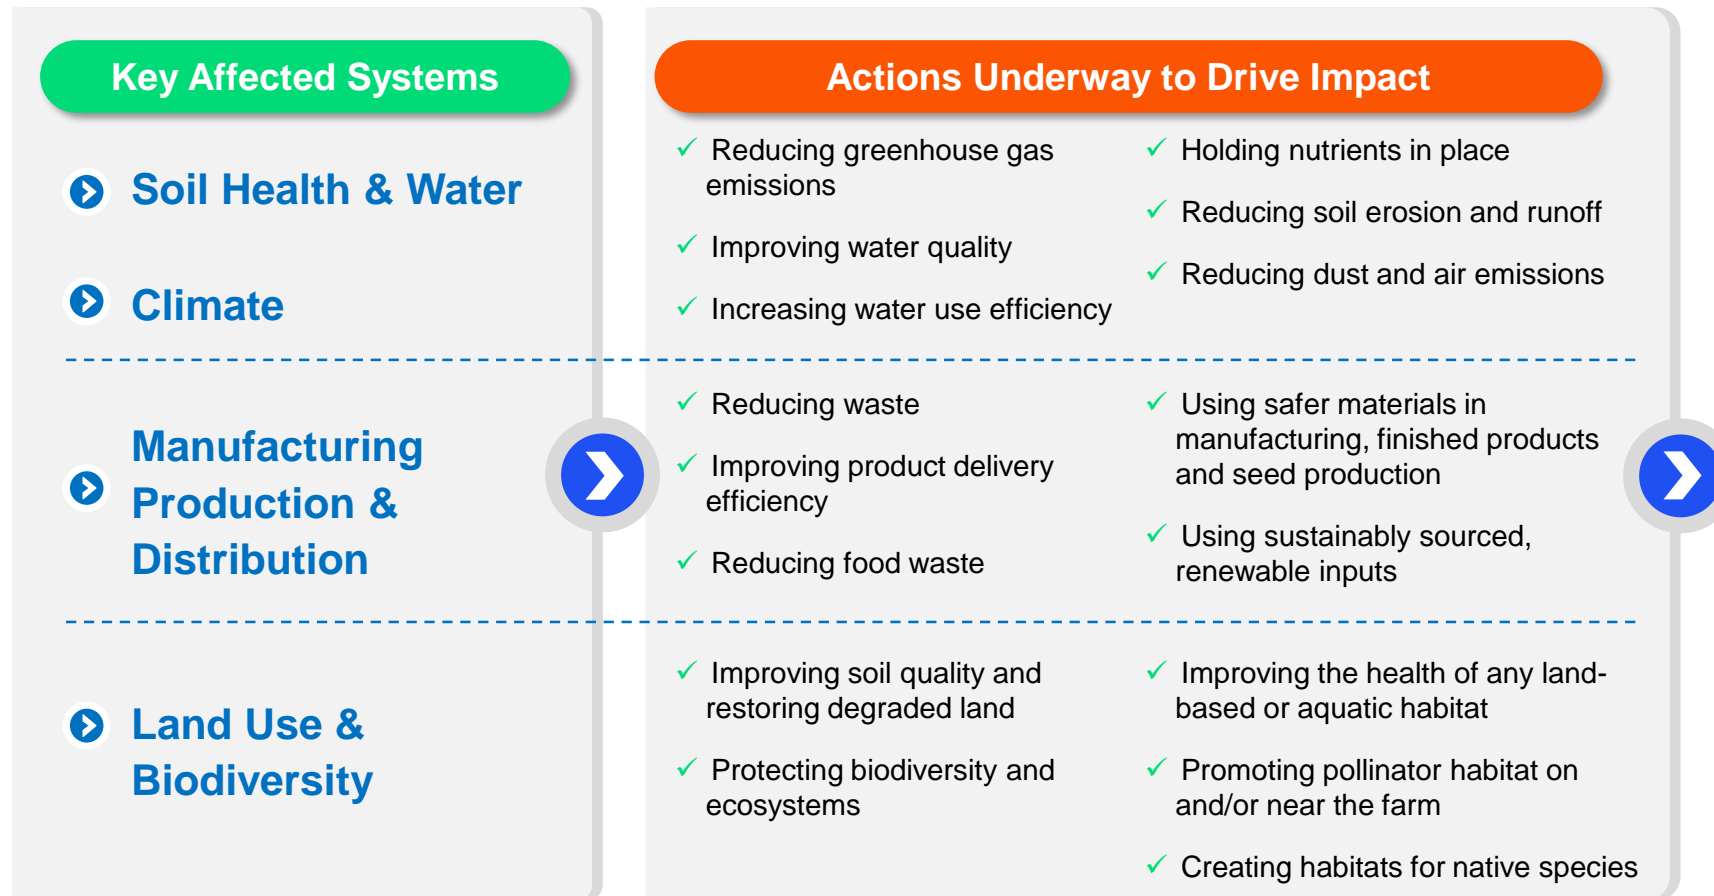 Key Affected Systems
Soil Health & Water
Climate
Manufacturing
Production &
Distribution
Land Use &
Biodiversity
Actions Underway to Drive Impact
✓ Reducing greenhouse gas
emissions
✓ Improving water quality
✓ Increasing water use efficiency
✓ Holding nutrients in place
✓ Reducing soil erosion and runoff
✓ Reducing dust and air emissions
✓ Reducing waste
✓ Improving product delivery
efficiency
✓ Reducing food waste
✓ Using safer materials in
manufacturing, finished products
and seed production
✓ Using sustainably sourced,
renewable inputs
✓ Improving soil quality and
restoring degraded land
✓ Protecting biodiversity and
ecosystems
✓ Improving the health of any land-
based or aquatic habitat
✓ Promoting pollinator habitat on
and/or near the farm
✓ Creating habitats for native species